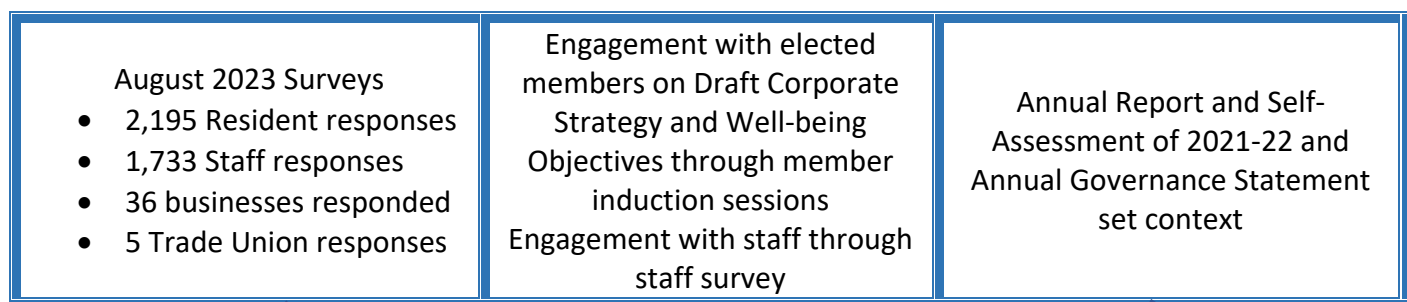 August 2023 Surveys
• 2,195 Resident responses
• 1,733 Staff responses
• 36 businesses responded
• 5 Trade Union responses
Engagement with elected
members on Draft Corporate
Strategy and Well-being
Objectives through member
induction sessions
Engagement with staff through
staff survey
Annual Report and Self-
Assessment of 2021-22 and
Annual Governance Statement
set context